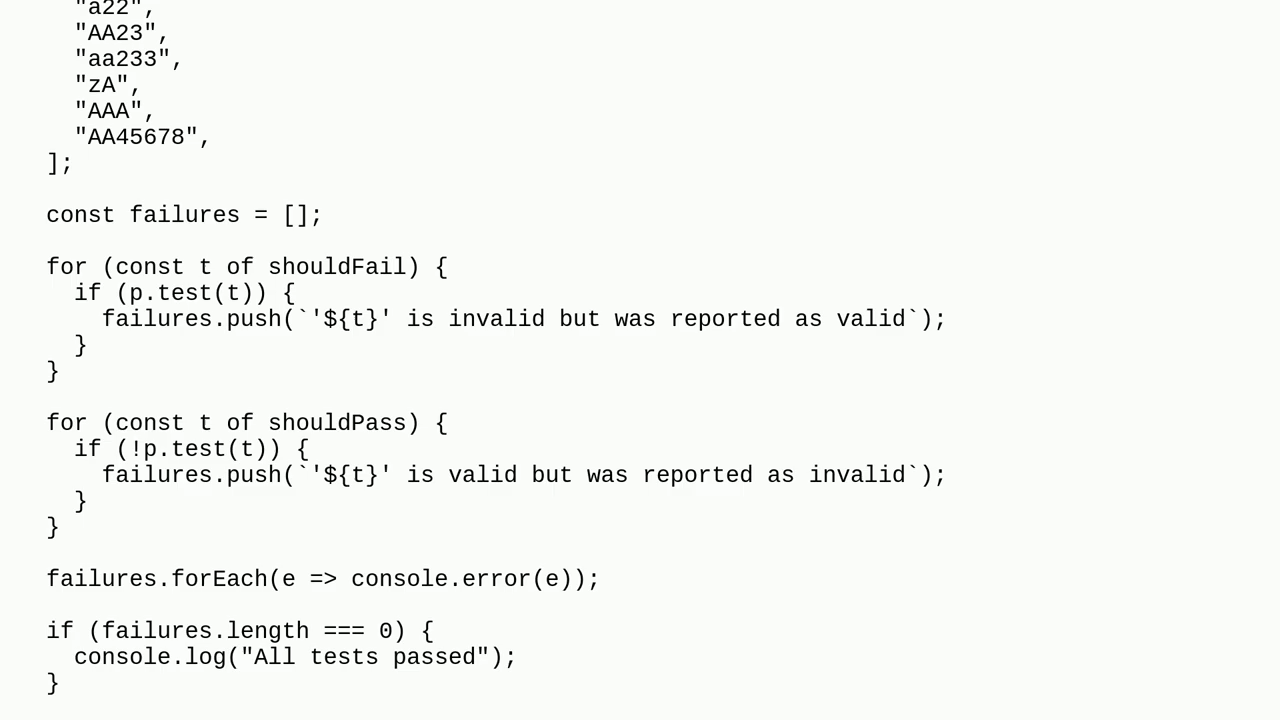 "a22",
"AA23",
"aa233",
"zA",
"AAA",
"AA45678",
];
const failures = [];
for (const t of shouldFail) {
if (p.test(t)) {
failures.push(`'${t}' is invalid but was reported as valid`);
}
}
for (const t of shouldPass) {
if (!p.test(t)) {
failures.push(`'${t}' is valid but was reported as invalid`);
}
}
failures.forEach(e => console.error(e));
if (failures.length === 0) {
console.log("All tests passed");
}